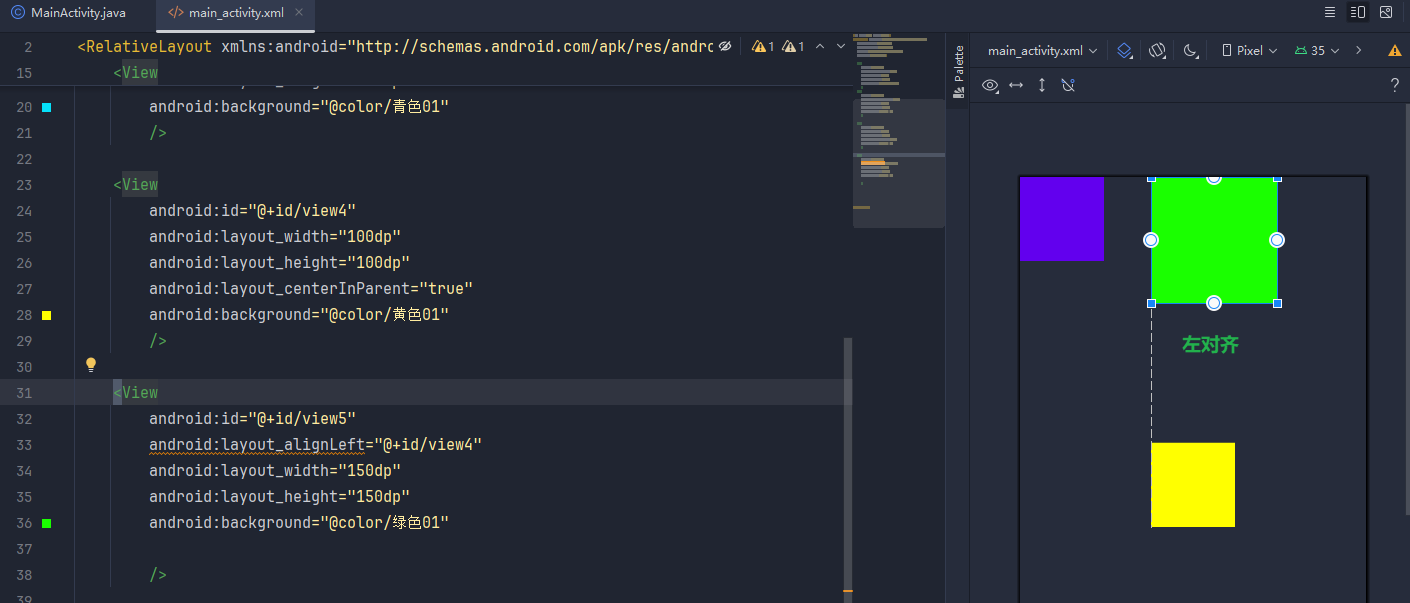 MainActivity.java
main_activity.xml
2 <RelativeLayout xmlns:android="http://schemas.android.com/apk/res/andro
1 1
15 <View
20 android:background="@color/青色01"
21 />
22
23 <View
24 android:id="@+id/view4"
25 android:layout_width="100dp"
26 android:layout_height="100dp"
27 android:layout_centerInParent="true"
28 android:background="@color/黄色01"
29 />
30
31 <View
32 android:id="@+id/view5"
33 android:layout_alignLeft="@+id/view4"
34 android:layout_width="150dp"
35 android:layout_height="150dp"
36 android:background="@color/绿色01"
37
38 />
39
Palette
main_activity.xml
Pixel
35
?
左对齐